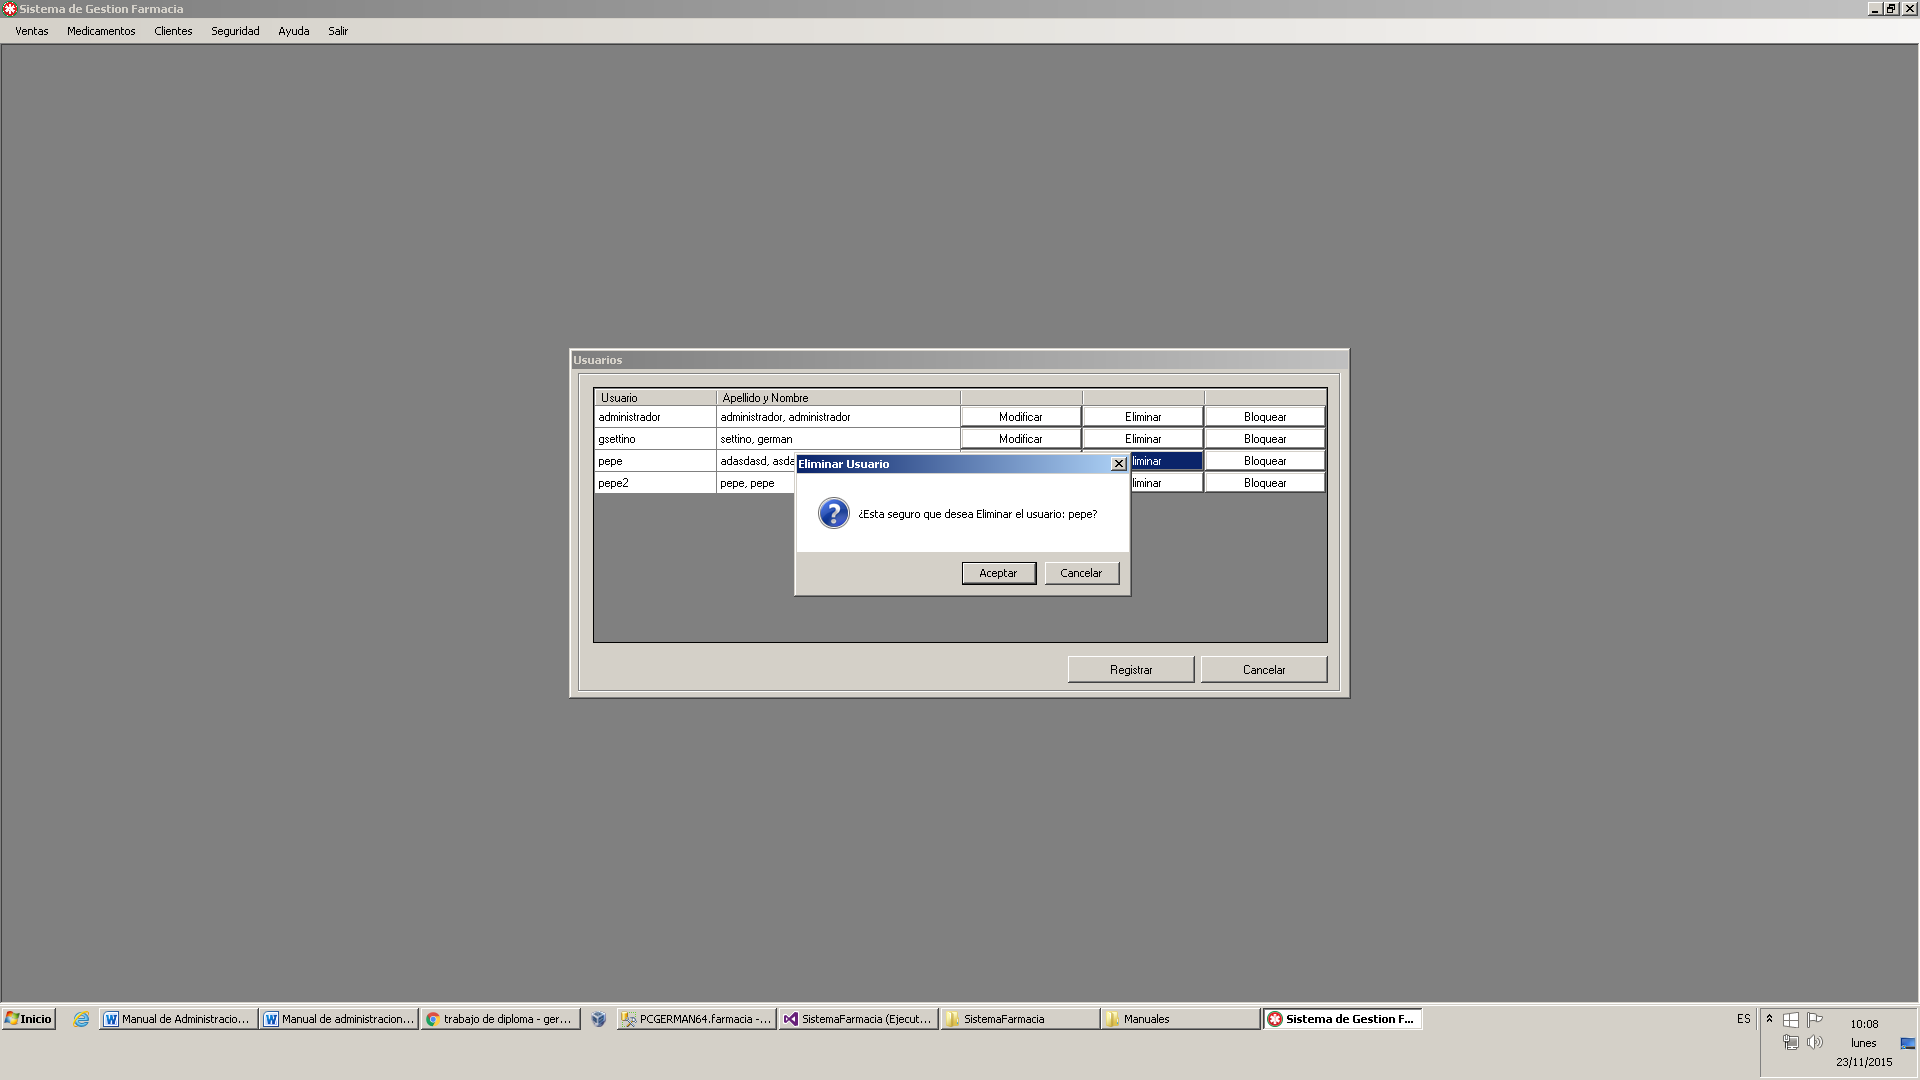 Sistema de Gestion Farmacia
Ventas Medicamentos Clientes Seguridad Ayuda Salir
Usuarios
Usuario Apellido y Nombre
administrador administrador, administrador Modificar Eliminar Bloquear
gsettino settino, german Modificar Eliminar Bloquear
pepe adasdasd, asda liminar Bloquear
pepe2 pepe, pepe liminar Bloquear
Eliminar Usuario
¿Esta seguro que desea Eliminar el usuario: pepe?
Aceptar Cancelar
Registrar Cancelar
Inicio Manual de Administracio... Manual de administracion... trabajo de diploma - ger... PCGERMAN64.farmacia -... SistemaFarmacia (Ejecut... SistemaFarmacia Manuales Sistema de Gestion F... ES
10:08
lunes
23/11/2015